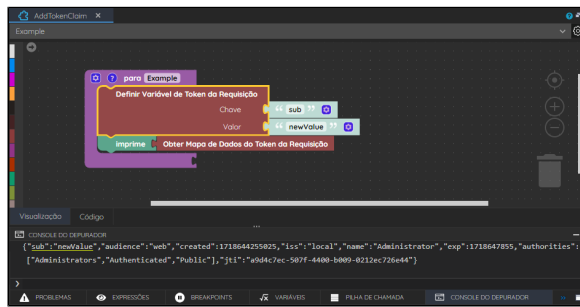 AddTokenClaim ×
Example
para Example
Definir Variável de Token da Requisição
Chave “ sub ”
Valor “ newValue ”
imprime Obter Mapa de Dados do Token da Requisição
Visualização Código
CONSOLE DO DEPURADOR
{"sub":"newValue","audience":"web","created":1718644255025,"iss":"local","name":"Administrator","exp":1718647855,"authorities":
["Administrators","Authenticated","Public"],"jti":"a9d4c7ec-507f-4400-b009-0212ec726e44"}
PROBLEMAS EXPRESSÕES BREAKPOINTS VARIÁVEIS PILHA DE CHAMADA CONSOLE DO DEPURADOR